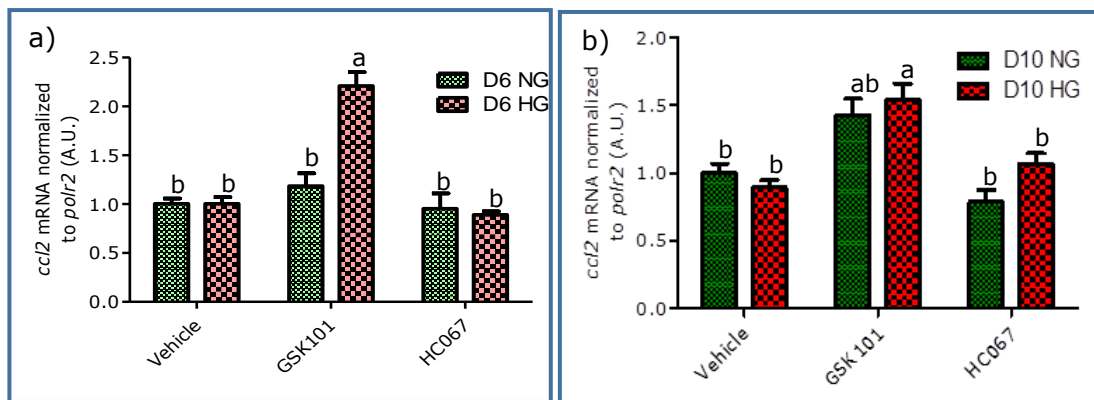 a)
ccl2 mRNA normalized
to polr2 (A.U.)
2.5
2.0
1.5
1.0
0.5
0.0
D6 NG
D6 HG
b
b
b
a
b
b
Vehicle
GSK101
HC067
b)
ccl2 mRNA normalized
to polr2 (A.U.)
2.0
1.5
1.0
0.5
0.0
D10 NG
D10 HG
b
b
ab
a
b
b
Vehicle
GSK101
HC067